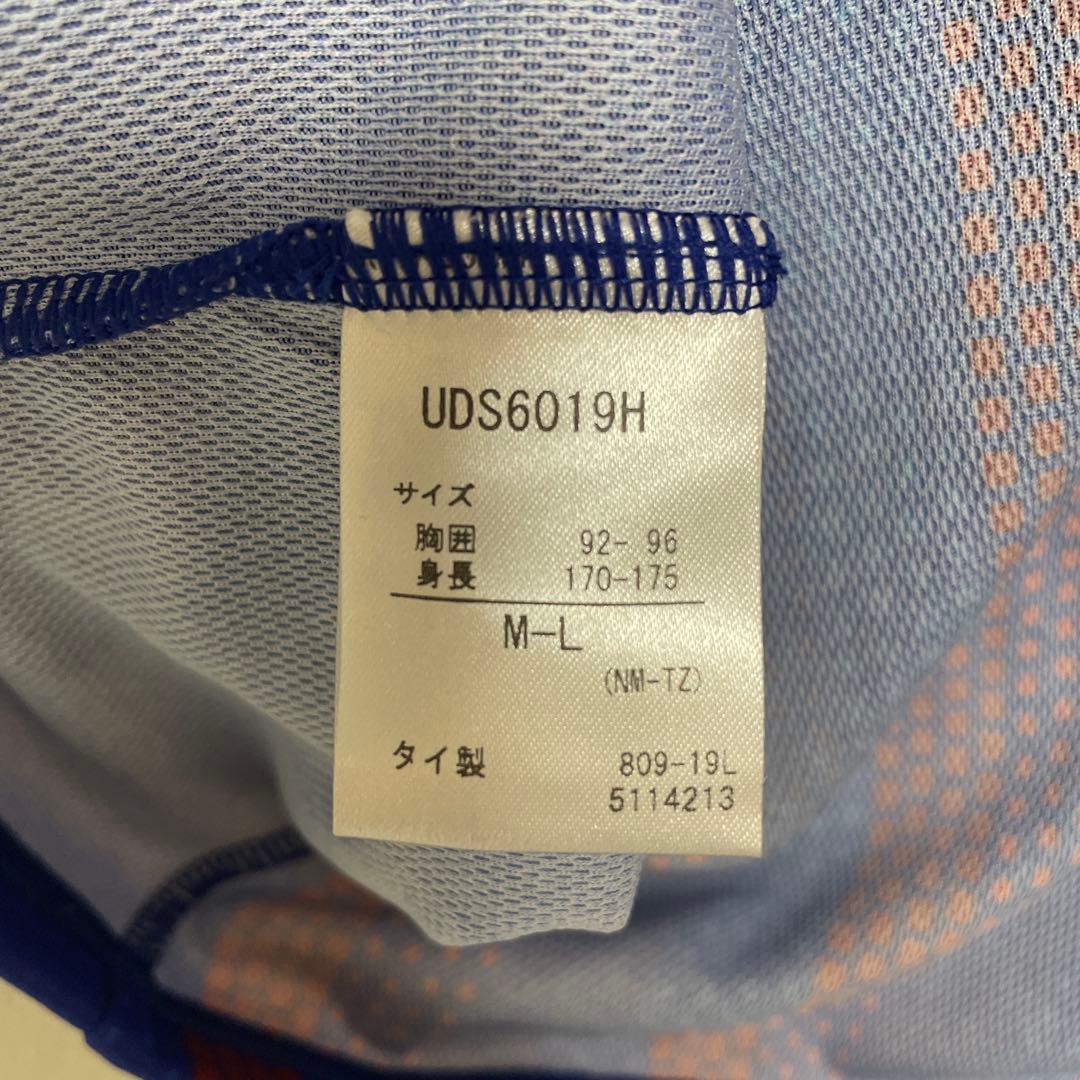 UDS6019H
サイズ
胸囲 92- 96
身長 170-175
M-L
(NM-TZ)
タイ製 809-19L
5114213